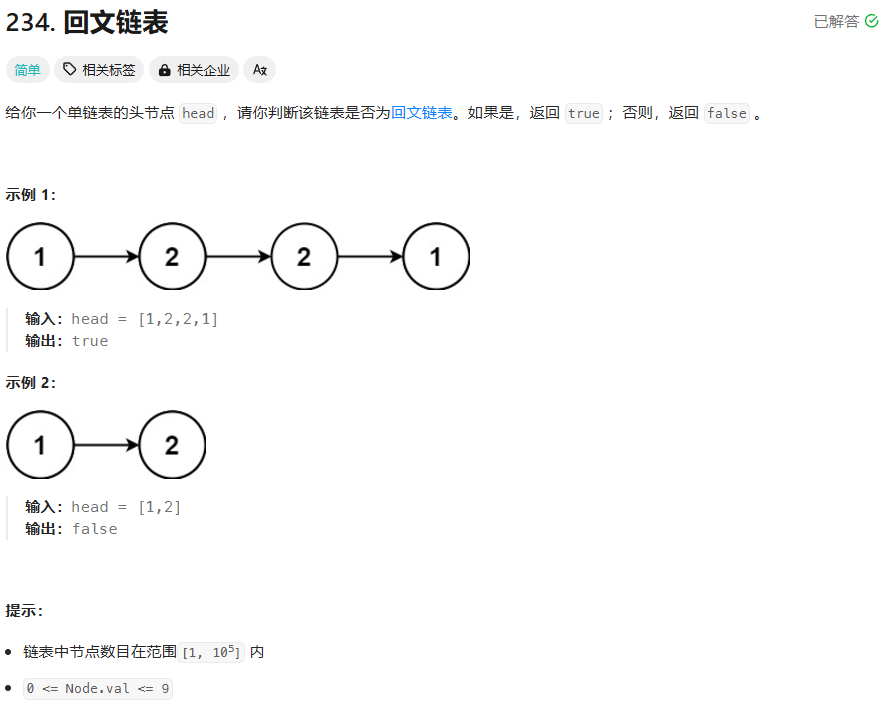 234. 回文链表
已解答
简单 相关标签 相关企业 Aあ
给你一个单链表的头节点 head ，请你判断该链表是否为回文链表。如果是，返回 true ；否则，返回 false 。
示例 1：
1 2 2 1
输入：head = [1,2,2,1]
输出：true
示例 2：
1 2
输入：head = [1,2]
输出：false
提示：
链表中节点数目在范围[1, 10⁵] 内
0 <= Node.val <= 9